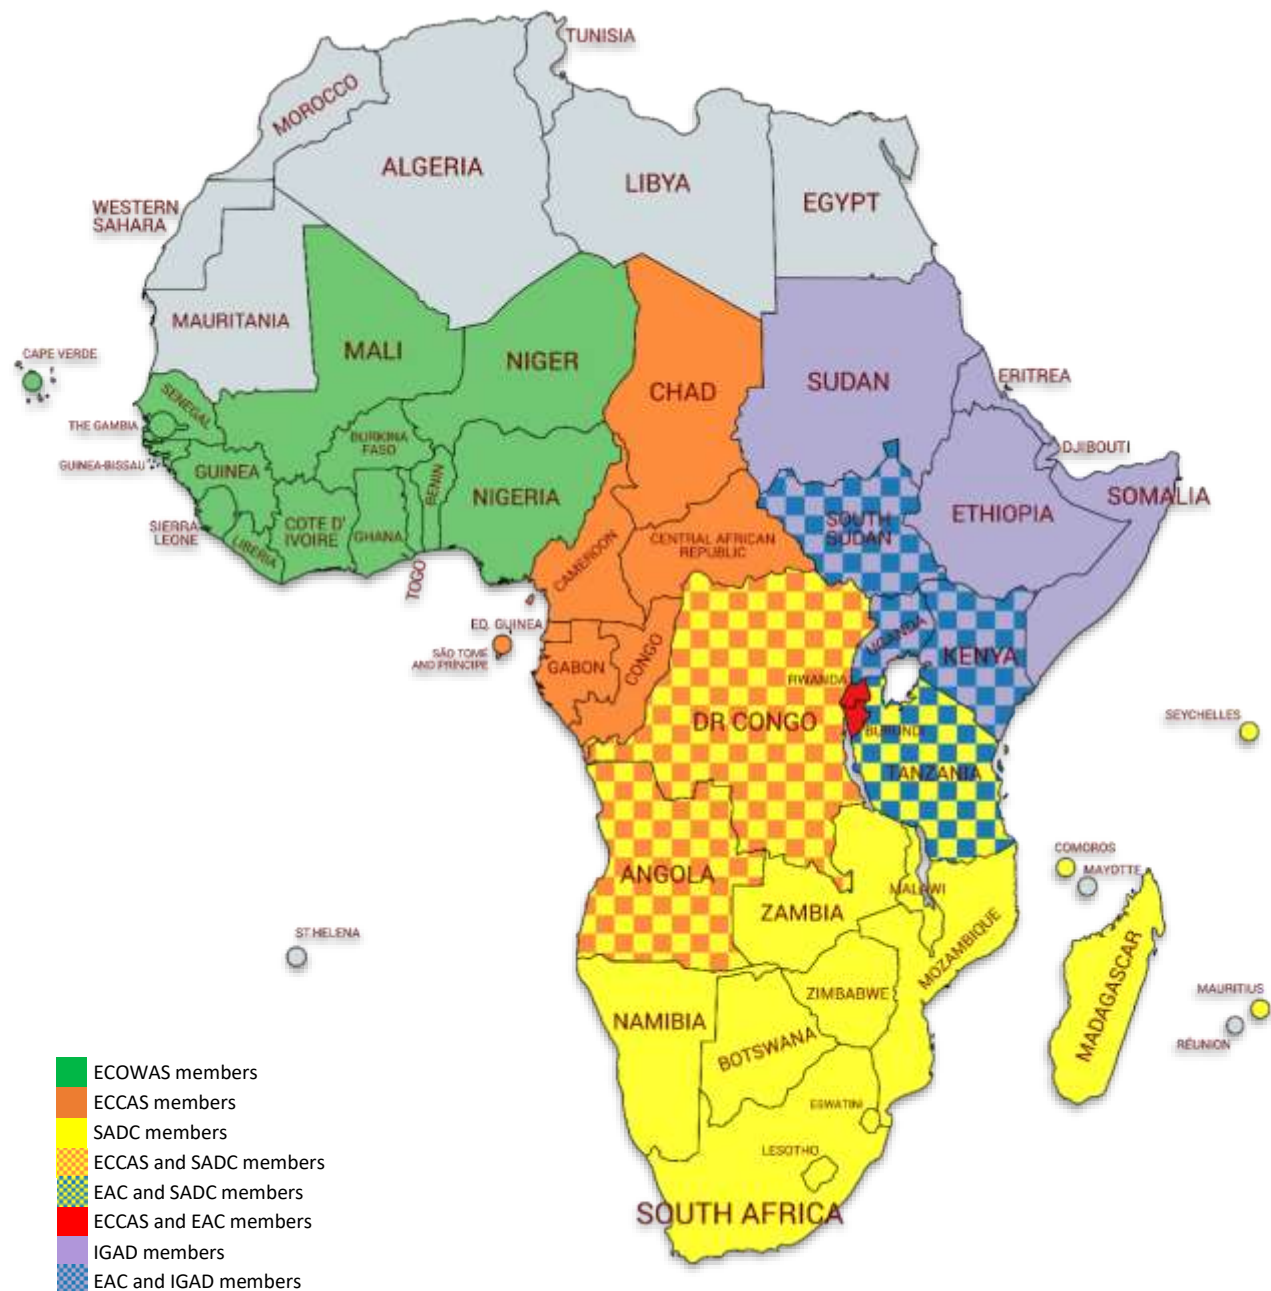 TUNISIA
MOROCCO
ALGERIA
LIBYA
EGYPT
WESTERN
SAHARA
MAURITANIA
MALI
NIGER
CHAD
SUDAN
ERITREA
CAPE VERDE
SENEGAL
THE GAMBIA
BURKINA
FASO
DJIBOUTI
GUINEA-BISSAU
GUINEA
BENIN
NIGERIA
SOMALIA
ETHIOPIA
SIERRA
LEONE
LIBERIA
COTE D'
IVOIRE
GHANA
TOGO
SOUTH
SUDAN
CENTRAL AFRICAN
REPUBLIC
CAMEROON
EQ. GUINEA
SÃO TOMÉ
AND PRÍNCIPE
GABON
CONGO
UGANDA
KENYA
RWANDA
DR CONGO
BURUNDI
SEYCHELLES
TANZANIA
COMOROS
MAYOTTE
ANGOLA
MALAWI
ZAMBIA
ST.HELENA
MOZAMBIQUE
MADAGASCAR
ZIMBABWE
MAURITIUS
NAMIBIA
BOTSWANA
RÉUNION
ESWATINI
LESOTHO
SOUTH AFRICA
ECOWAS members
ECCAS members
SADC members
ECCAS and SADC members
EAC and SADC members
ECCAS and EAC members
IGAD members
EAC and IGAD members